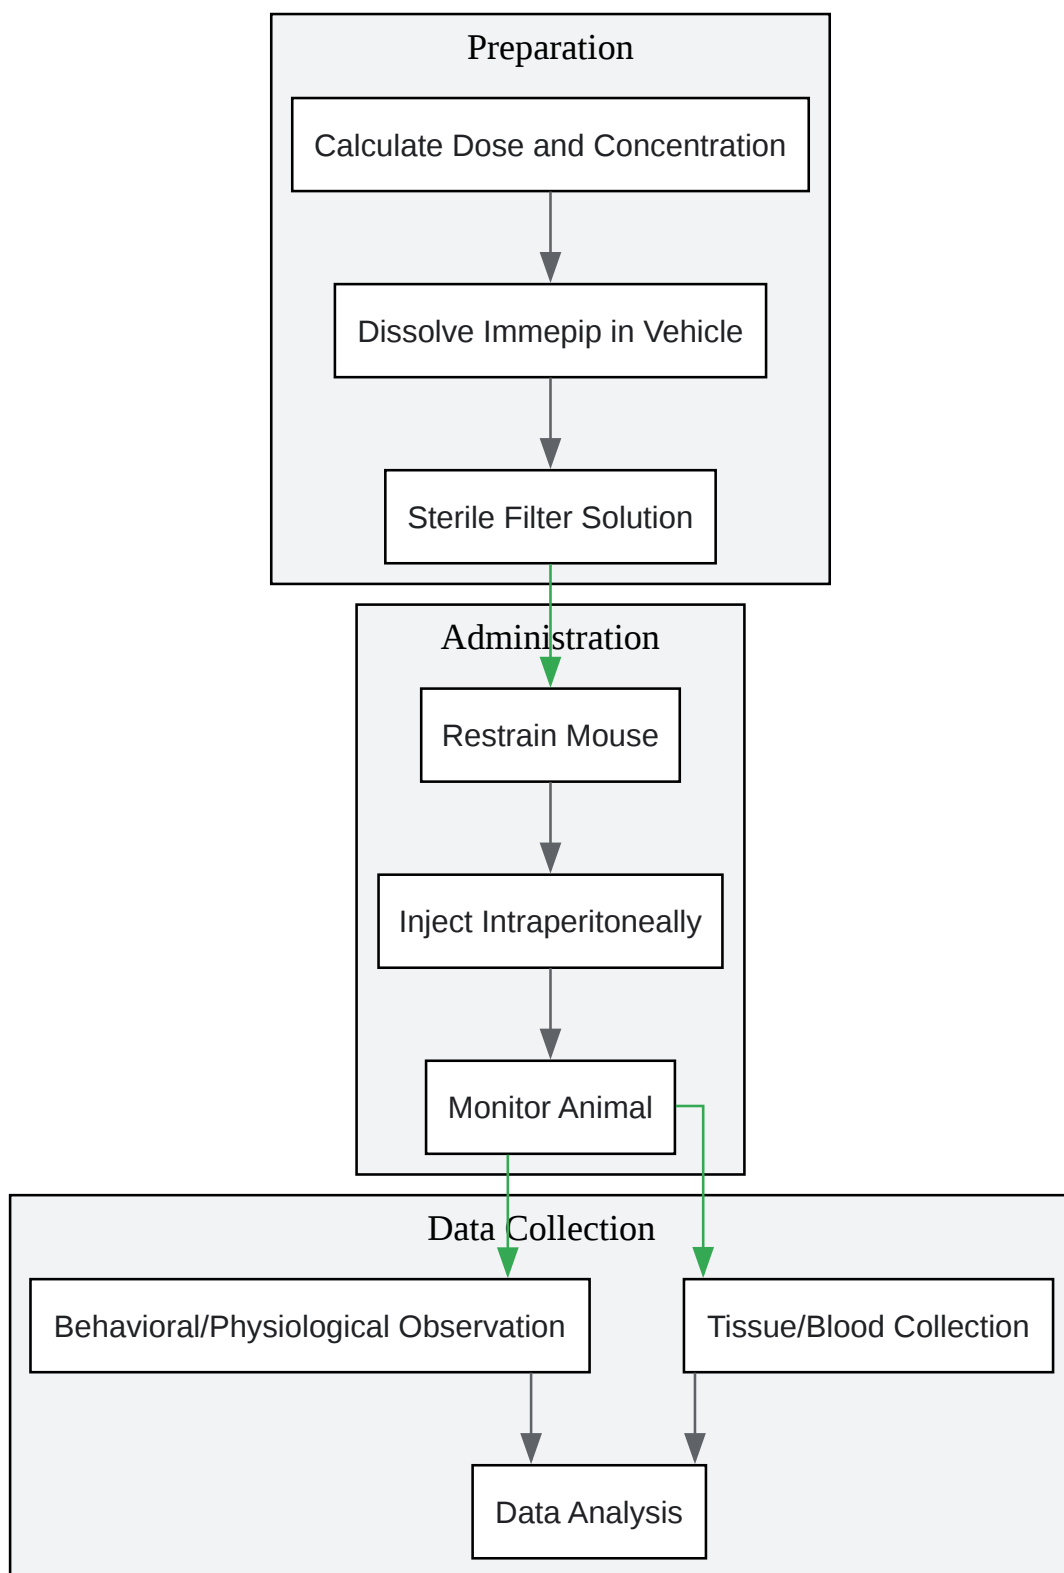 Preparation
Calculate Dose and Concentration
Dissolve Immepip in Vehicle
Sterile Filter Solution
Administration
Restrain Mouse
Inject Intraperitoneally
Monitor Animal
Data Collection
Behavioral/Physiological Observation
Tissue/Blood Collection
Data Analysis